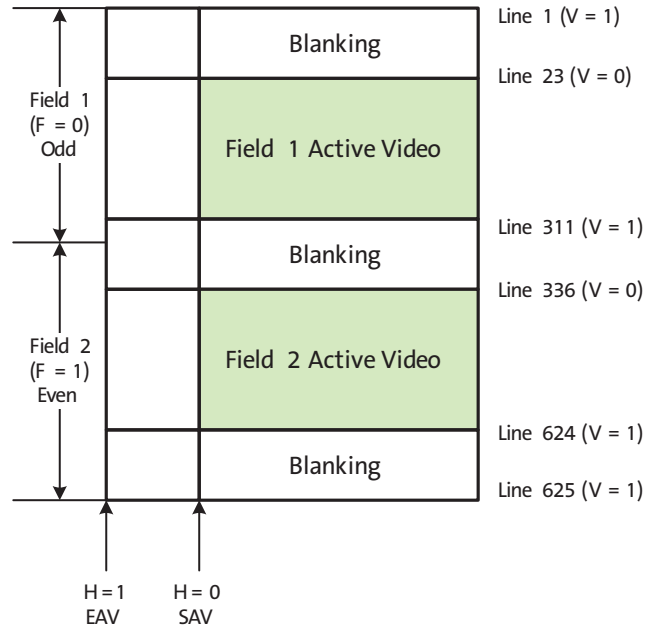 Line 1 (V = 1)
Blanking
Line 23 (V = 0)
Field 1
(F = 0)
Odd
Field 1 Active Video
Line 311 (V = 1)
Blanking
Line 336 (V = 0)
Field 2
(F = 1)
Even
Field 2 Active Video
Line 624 (V = 1)
Blanking
Line 625 (V = 1)
H = 1
EAV
H = 0
SAV